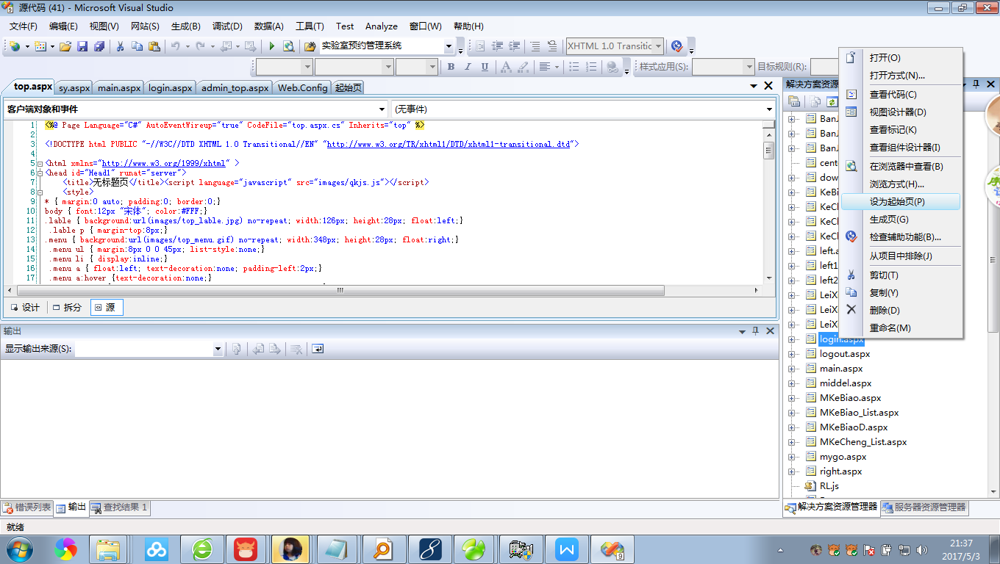 源代码 (41) - Microsoft Visual Studio
文件(F) 编辑(E) 视图(V) 网站(S) 生成(B) 调试(D) 数据(A) 工具(T) Test Analyze 窗口(W) 帮助(H)
实验室预约管理系统 XHTML 1.0 Transitic
B I U A 样式应用(S): 目标规则(R):
top.aspx sy.aspx main.aspx login.aspx admin_top.aspx Web.Config 起始页
客户端对象和事件 (无事件)
1 <%@ Page Language="C#" AutoEventWireup="true" CodeFile="top.aspx.cs" Inherits="top" %>
2
3 <!DOCTYPE html PUBLIC "-//W3C//DTD XHTML 1.0 Transitional//EN" "http://www.w3.org/TR/xhtml1/DTD/xhtml1-transitional.dtd">
4
5 <html xmlns="http://www.w3.org/1999/xhtml" >
6 <head id="Head1" runat="server">
7 <title>无标题页</title><script language="javascript" src="images/qkjs.js"></script>
8 <style>
9 * { margin:0 auto; padding:0; border:0;}
10 body { font:12px "宋体"; color:#FFF;}
11 .lable { background:url(images/top_lable.jpg) no-repeat; width:126px; height:28px; float:left;}
12 .lable p { margin-top:8px;}
13 .menu { background:url(images/top_menu.gif) no-repeat; width:348px; height:28px; float:right;}
14 .menu ul { margin:8px 0 0 45px; list-style:none;}
15 .menu li { display:inline;}
16 .menu a { float:left; text-decoration:none; padding-left:2px;}
17 .menu a:hover {text-decoration:none;}
设计 拆分 源
输出
显示输出来源(S):
错误列表 输出 查找结果 1
就绪
解决方案资源
BanJ
BanJ
BanJ
cent
dow
KeBi
KeCh
KeCh
KeCh
left.a
left1
left2
LeiX
LeiX
LeiX
login.aspx
logout.aspx
main.aspx
middel.aspx
MKeBiao.aspx
MKeBiao_List.aspx
MKeBiaoD.aspx
MKeCheng_List.aspx
mygo.aspx
right.aspx
RL.js
解决方案资源管理器 服务器资源管理器
打开(O)
打开方式(N)...
查看代码(C)
视图设计器(D)
查看标记(K)
查看组件设计器(I)
在浏览器中查看(B)
浏览方式(H)...
设为起始页(P)
生成页(G)
检查辅助功能(B)...
从项目中排除(J)
剪切(T)
复制(Y)
删除(D)
重命名(M)
21:37
2017/5/3